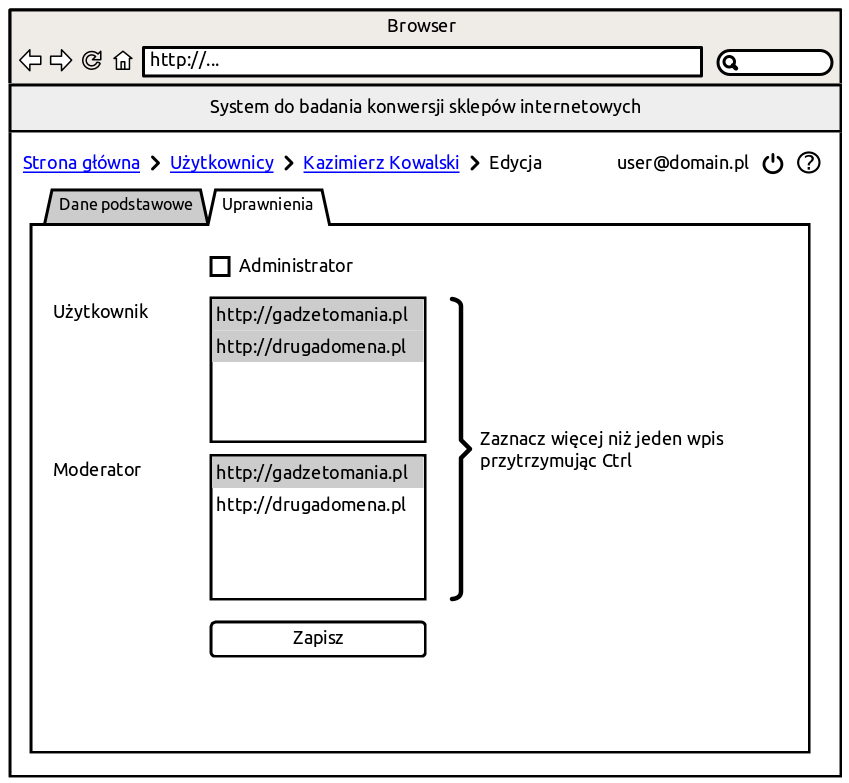 Browser
http://...
System do badania konwersji sklepów internetowych
Strona główna Użytkownicy Kazimierz Kowalski Edycja user@domain.pl
Dane podstawowe Uprawnienia
Administrator
Użytkownik
http://gadzetomania.pl
http://drugadomena.pl
Zaznacz więcej niż jeden wpis
przytrzymując Ctrl
Moderator
http://gadzetomania.pl
http://drugadomena.pl
Zapisz